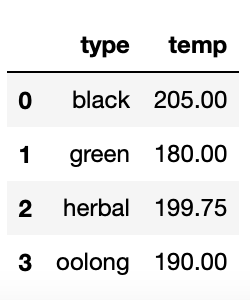 type temp
0 black 205.00
1 green 180.00
2 herbal 199.75
3 oolong 190.00